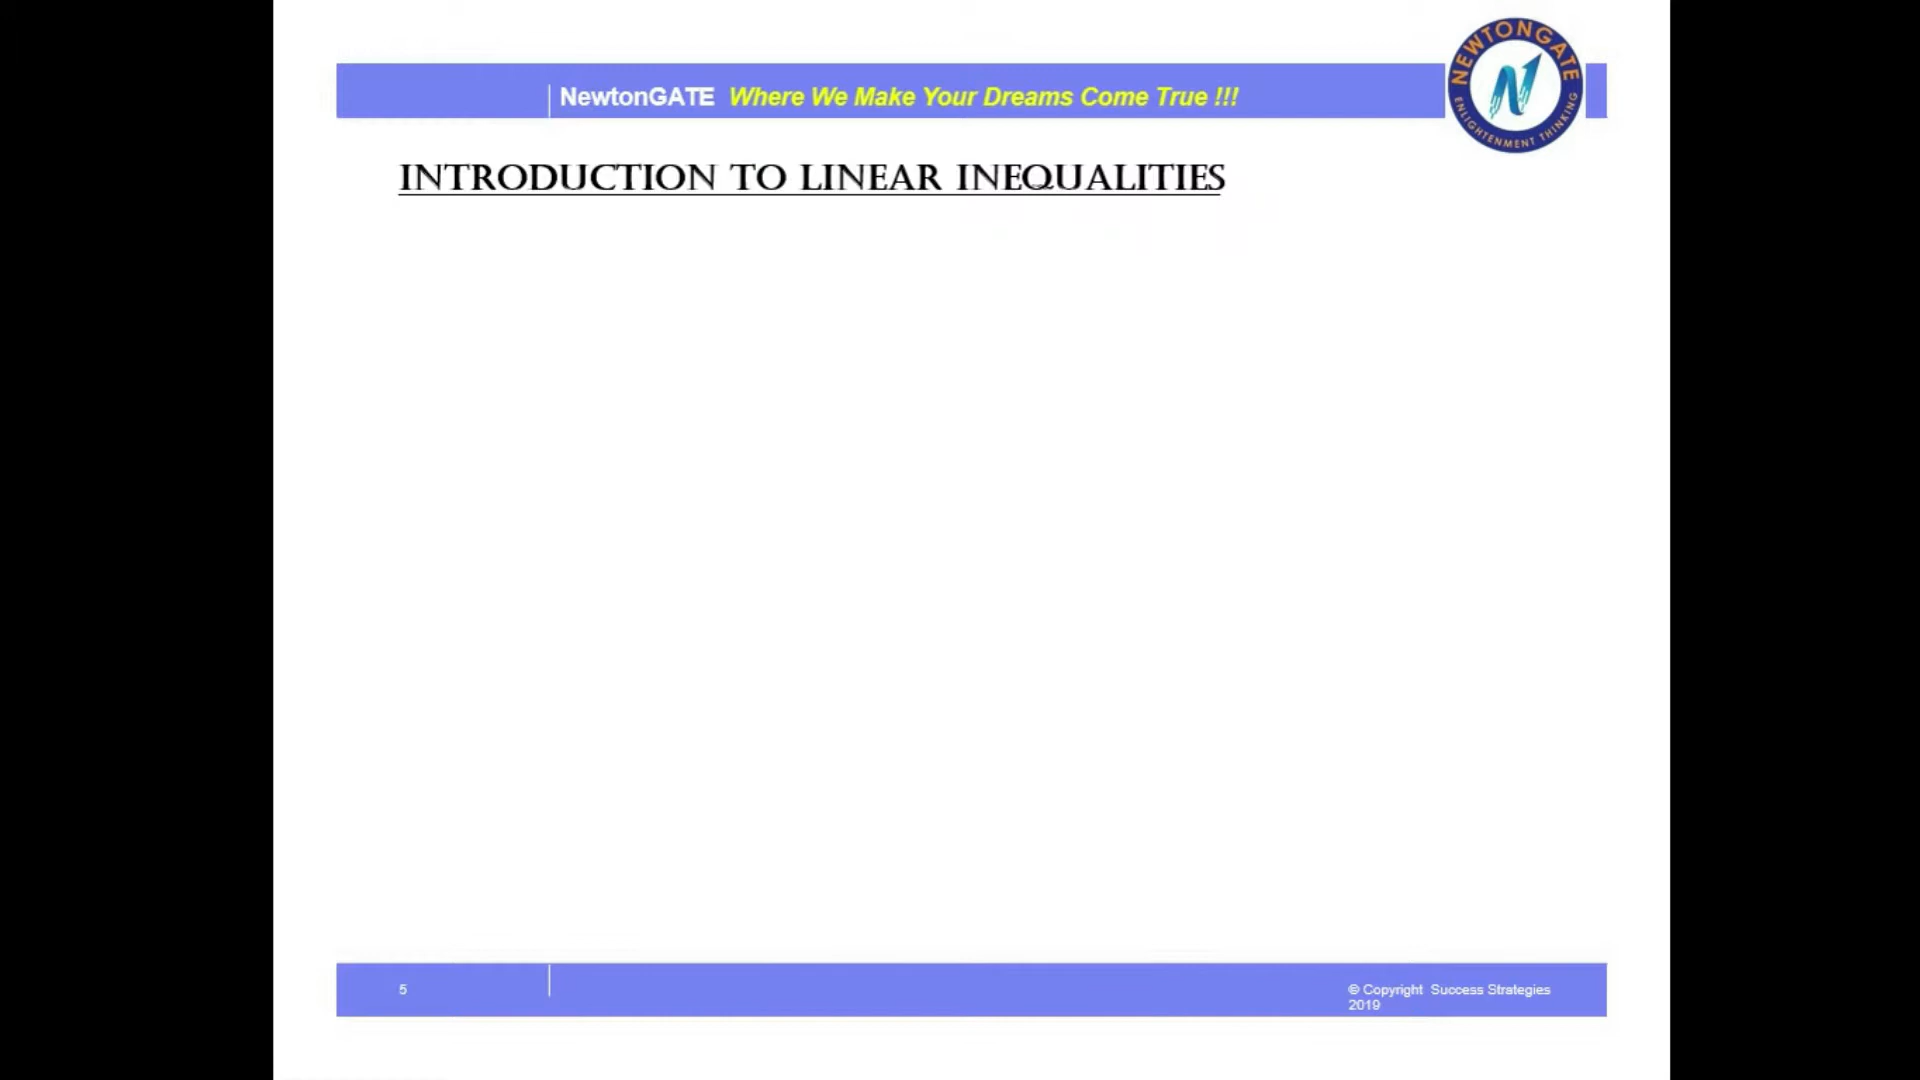 NewtonGATE Where We Make Your Dreams Come True !!!
NEWTONGATE
ENLIGHTENMENT THINKING
INTRODUCTION TO LINEAR INEQUALITIES
5
© Copyright Success Strategies
2019